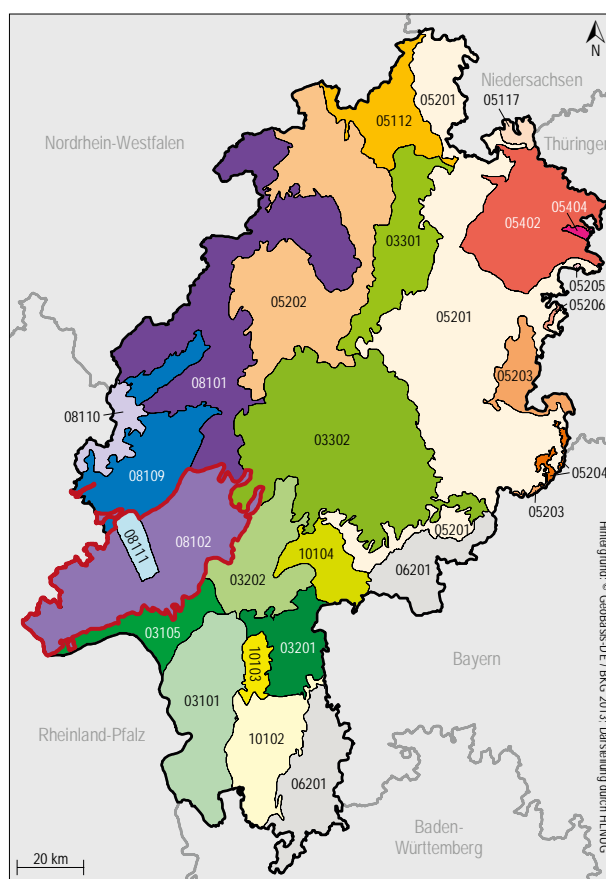 N
Niedersachsen
05201
05117
Nordrhein-Westfalen
05112
Thüringen
05404
05402
03301
05205
05206
05202
05201
05203
08101
08110
03302
08109
05204
05203
05201
08111
08102
10104
06201
03202
03105
03201
10103
Bayern
03101
Rheinland-Pfalz
10102
06201
Baden-
Württemberg
20 km
Hintergrund: © GeoBasis-DE / BKG 2013; Darstellung durch HLNUG